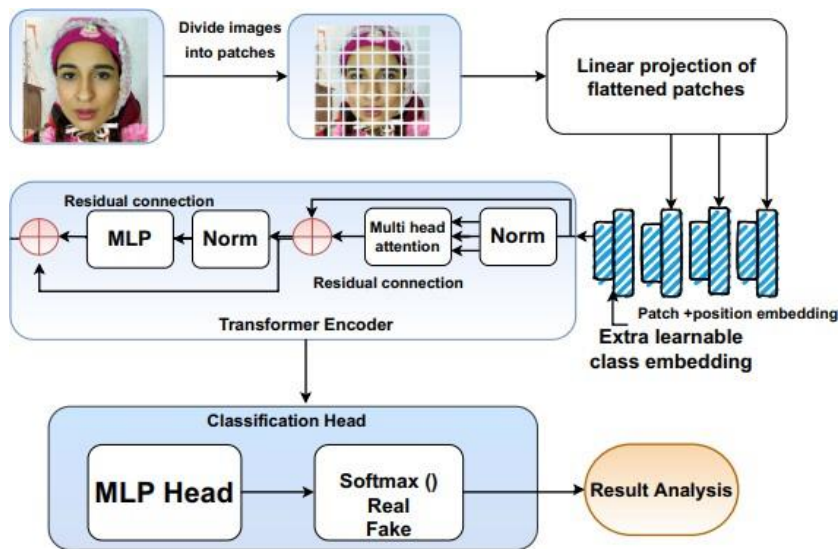 Divide images
into patches
Linear projection of
flattened patches
Residual connection
MLP
Norm
Multi head
attention
Norm
Residual connection
Transformer Encoder
Patch +position embedding
Extra learnable
class embedding
Classification Head
MLP Head
Softmax ()
Real
Fake
Result Analysis